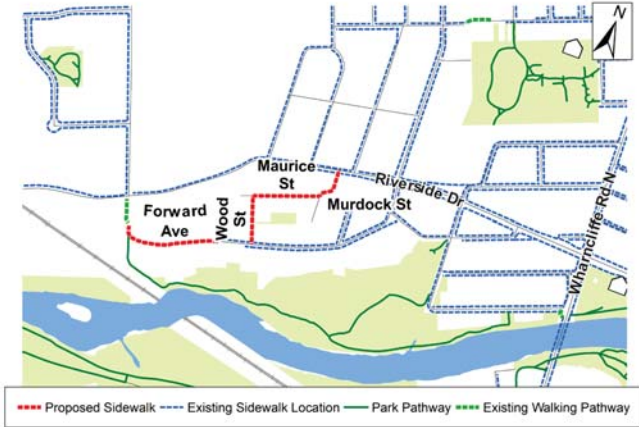 N
Maurice
St
Riverside Dr
Forward
Ave
Wood
St
Murdock St
Wharncliffe Rd N
Proposed Sidewalk Existing Sidewalk Location Park Pathway Existing Walking Pathway